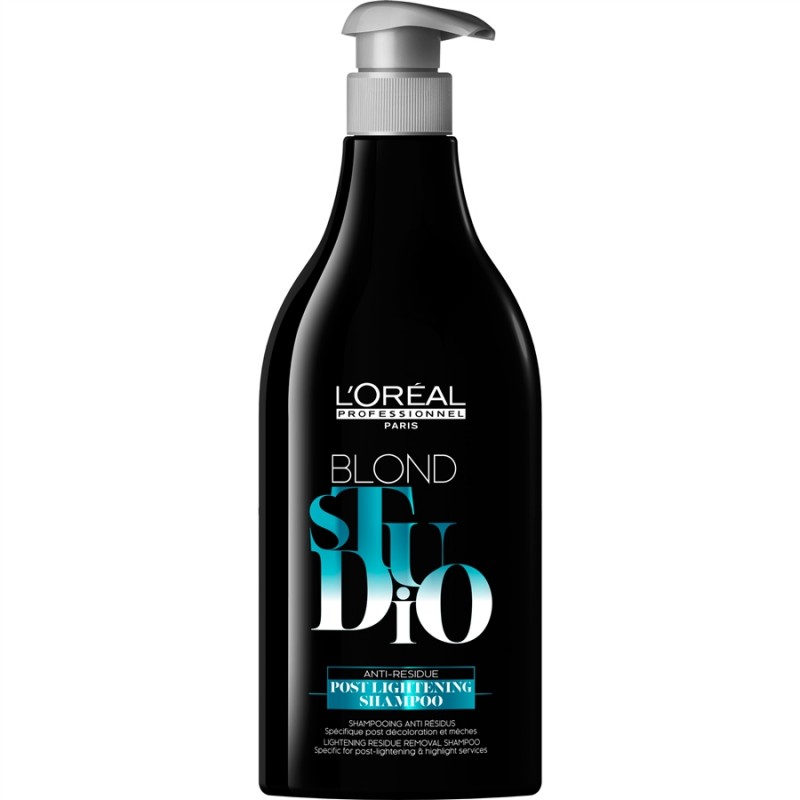 L'ORÉAL
PROFESSIONNEL
PARIS
BLOND
STUDiO
ANTI-RESIDUE
POST LIGHTENING
SHAMPOO
SHAMPOOING ANTI RÉSIDUS
Spécifique post décoloration et mèches
LIGHTENING RESIDUE REMOVAL SHAMPOO
Specific for post-lightening & highlight services